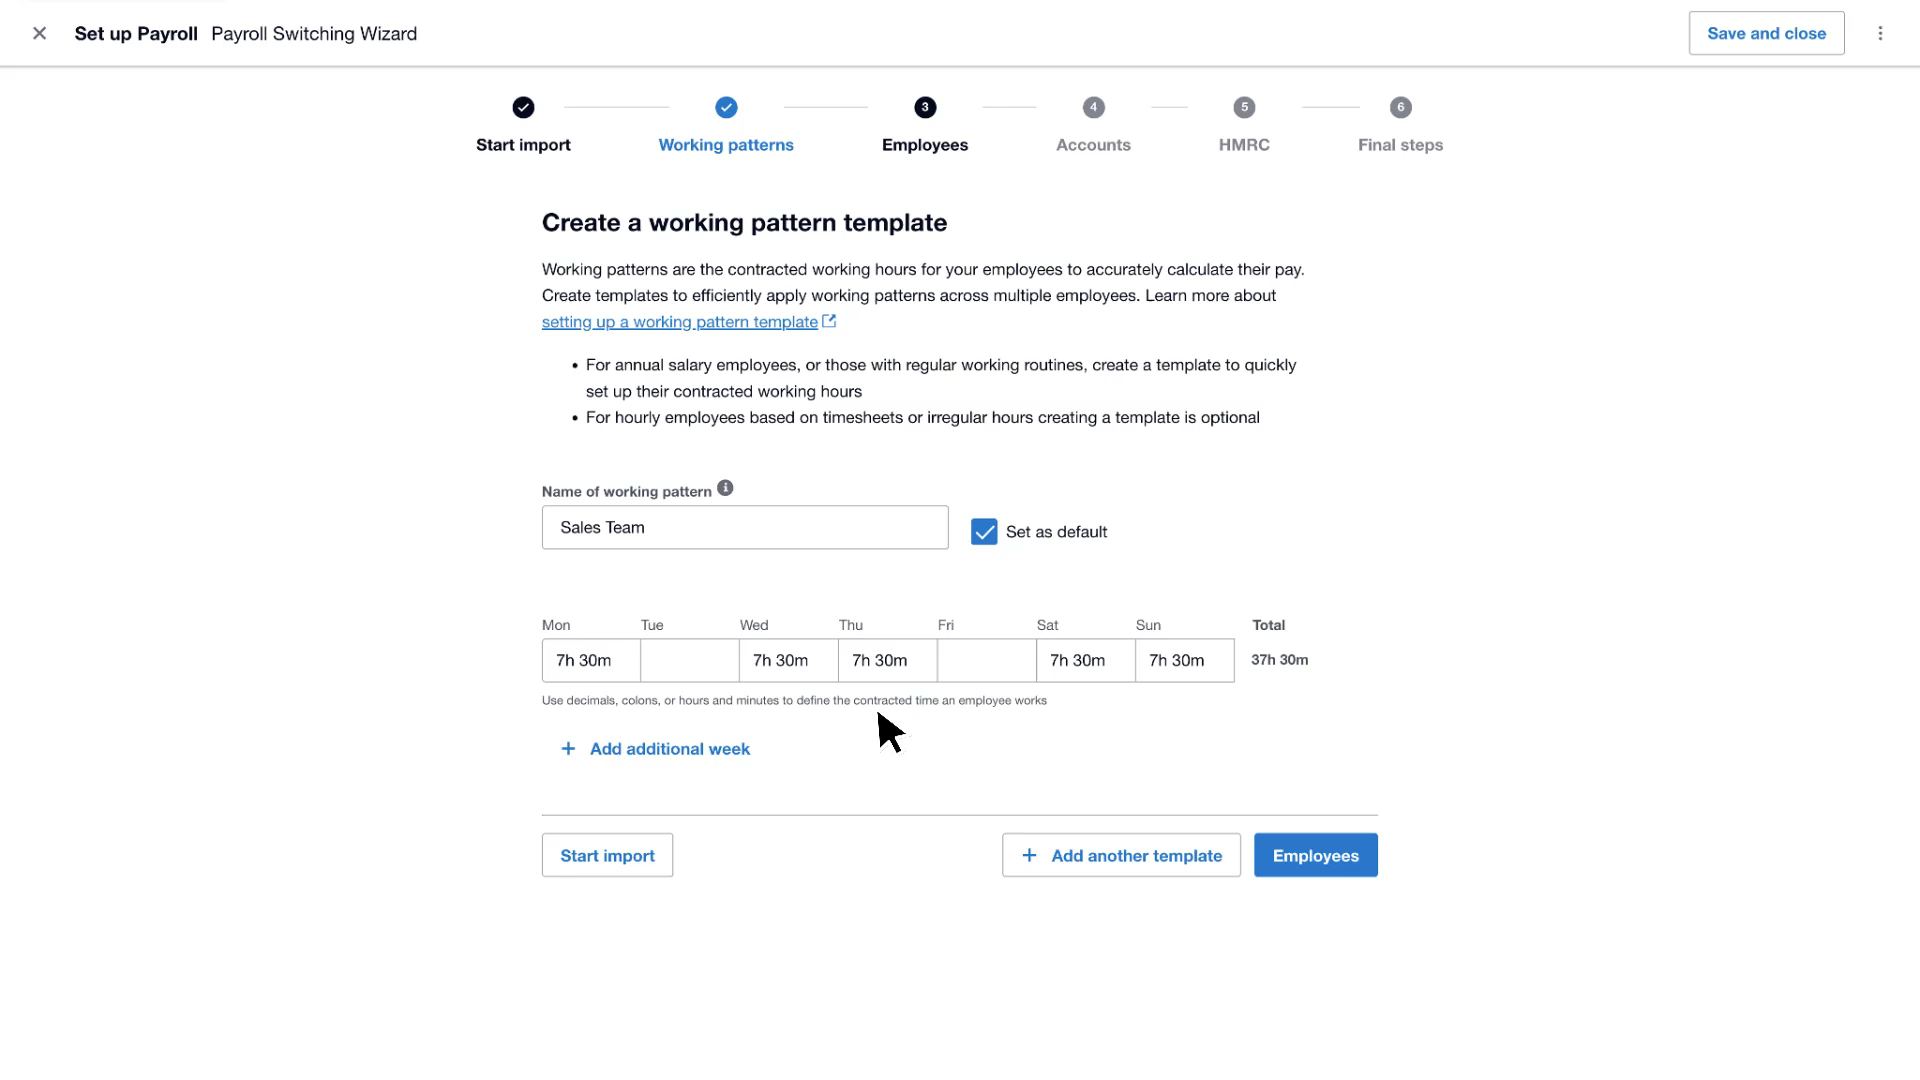 Set up Payroll Payroll Switching Wizard
Save and close
3 4 5 6
Start import Working patterns Employees Accounts HMRC Final steps
Create a working pattern template
Working patterns are the contracted working hours for your employees to accurately calculate their pay.
Create templates to efficiently apply working patterns across multiple employees. Learn more about
setting up a working pattern template
• For annual salary employees, or those with regular working routines, create a template to quickly
set up their contracted working hours
• For hourly employees based on timesheets or irregular hours creating a template is optional
Name of working pattern
Sales Team
Set as default
Mon Tue Wed Thu Fri Sat Sun Total
7h 30m 7h 30m 7h 30m 7h 30m 7h 30m 37h 30m
Use decimals, colons, or hours and minutes to define the contracted time an employee works
+ Add additional week
Start import + Add another template Employees